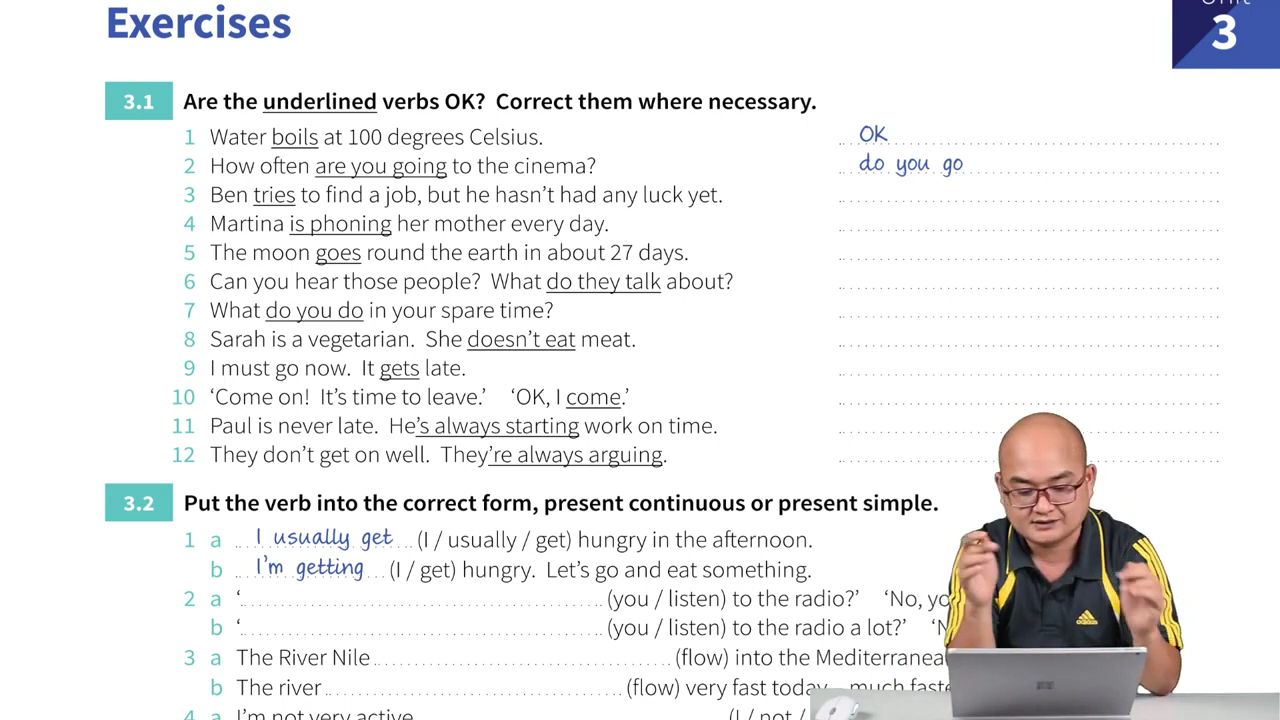 Exercises
Unit
3
3.1 Are the underlined verbs OK? Correct them where necessary.
1 Water boils at 100 degrees Celsius. OK
2 How often are you going to the cinema? do you go
3 Ben tries to find a job, but he hasn't had any luck yet.
4 Martina is phoning her mother every day.
5 The moon goes round the earth in about 27 days.
6 Can you hear those people? What do they talk about?
7 What do you do in your spare time?
8 Sarah is a vegetarian. She doesn't eat meat.
9 I must go now. It gets late.
10 ‘Come on! It's time to leave.’ ‘OK, I come.’
11 Paul is never late. He's always starting work on time.
12 They don't get on well. They're always arguing.
3.2 Put the verb into the correct form, present continuous or present simple.
1 a I usually get (I / usually / get) hungry in the afternoon.
b I'm getting (I / get) hungry. Let's go and eat something.
2 a ‘ (you / listen) to the radio?’ ‘No,
b ‘ (you / listen) to the radio a lot?’
3 a The River Nile (flow) into the
b The river (flow) very fast today much
4 a I'm not very active (I / not /
adidas